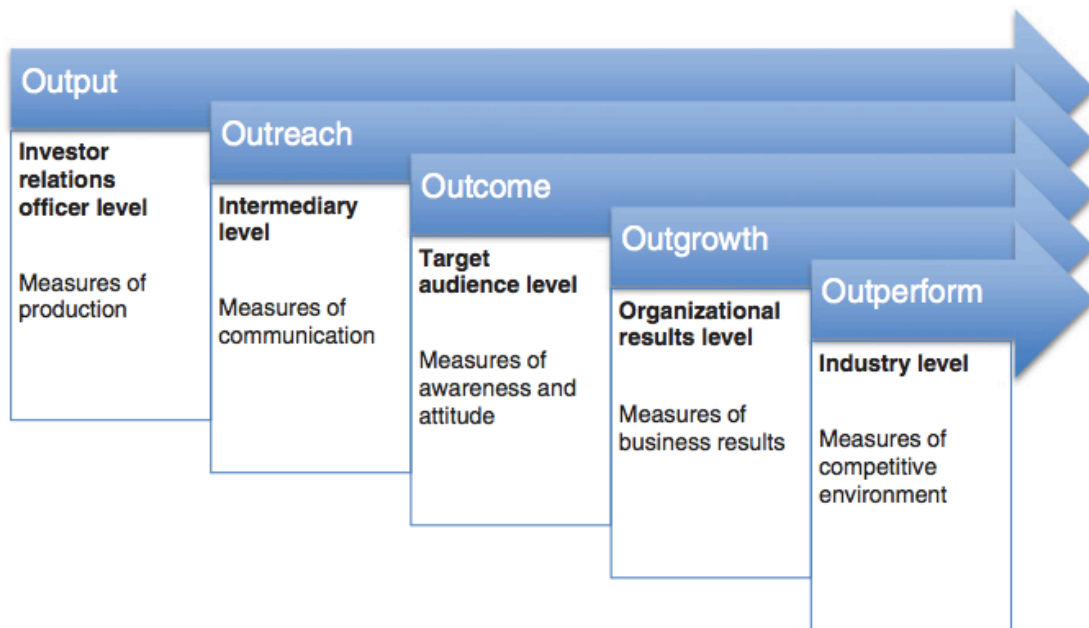 Output
Investor
relations
officer level
Measures of
production
Outreach
Intermediary
level
Measures of
communication
Outcome
Target
audience level
Measures of
awareness and
attitude
Outgrowth
Organizational
results level
Measures of
business results
Outperform
Industry level
Measures of
competitive
environment